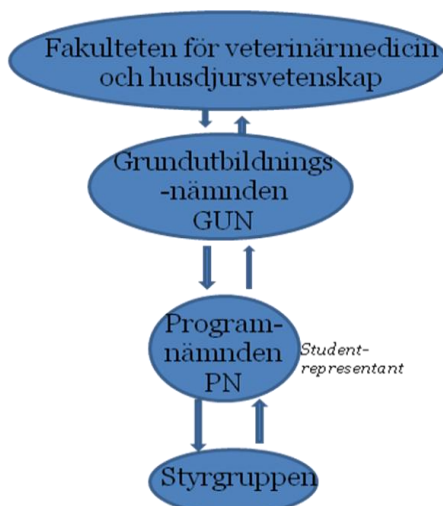 Fakulteten för veterinärmedicin
och husdjursvetenskap
Grundutbildnings
-nämnden
GUN
Program-
nämnden
PN
Student-
representant
Styrgruppen